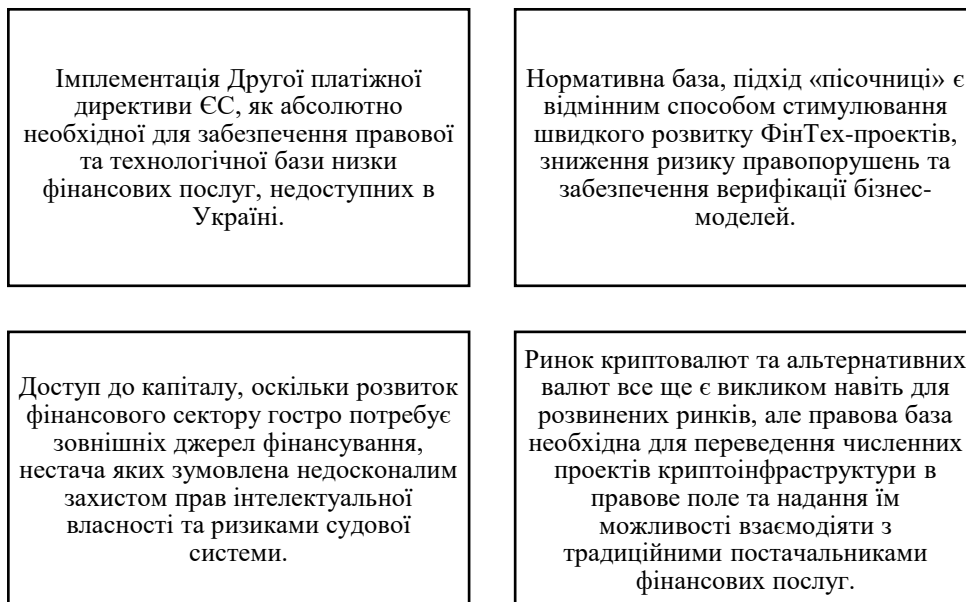 Імплементація Другої платіжної
директиви ЄС, як абсолютно
необхідної для забезпечення правової
та технологічної бази низки
фінансових послуг, недоступних в
Україні.
Нормативна база, підхід «пісочниці» є
відмінним способом стимулювання
швидкого розвитку ФінТех-проектів,
зниження ризику правопорушень та
забезпечення верифікації бізнес-
моделей.
Доступ до капіталу, оскільки розвиток
фінансового сектору гостро потребує
зовнішніх джерел фінансування,
нестача яких зумовлена недосконалим
захистом прав інтелектуальної
власності та ризиками судової
системи.
Ринок криптовалют та альтернативних
валют все ще є викликом навіть для
розвинених ринків, але правова база
необхідна для переведення численних
проектів криптоінфраструктури в
правове поле та надання їм
можливості взаємодіяти з
традиційними постачальниками
фінансових послуг.